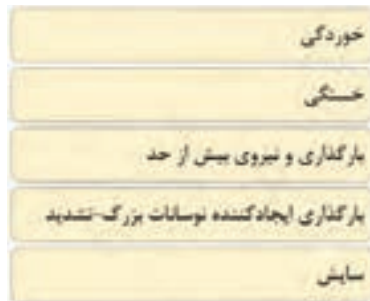 خوردگی
خستگی
بارگذاری و نیروی بیش از حد
بارگذاری ایجادکننده نوسانات بزرگ-تشدید
سایش